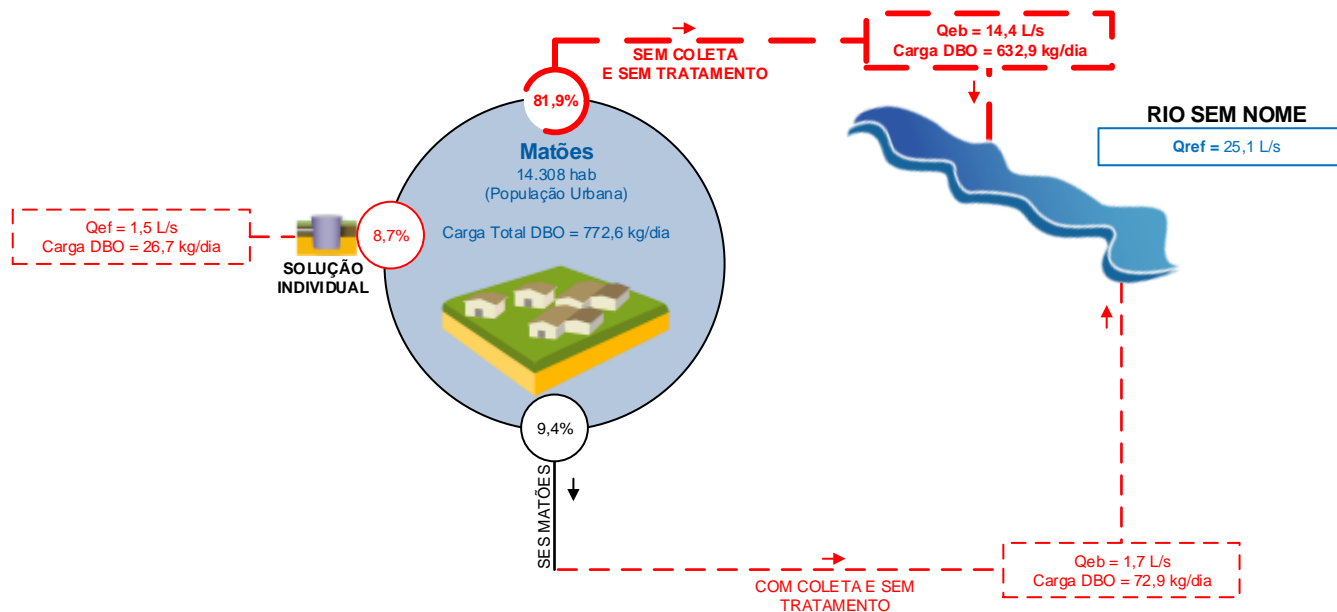 Qeb = 14,4 L/s
Carga DBO = 632,9 kg/dia
SEM COLETA
E SEM TRATAMENTO
81,9%
RIO SEM NOME
Qref = 25,1 L/s
Matões
14.308 hab
(População Urbana)
Carga Total DBO = 772,6 kg/dia
Qef = 1,5 L/s
Carga DBO = 26,7 kg/dia
8,7%
SOLUÇÃO
INDIVIDUAL
9,4%
SES MATÕES
Qeb = 1,7 L/s
Carga DBO = 72,9 kg/dia
COM COLETA E SEM
TRATAMENTO